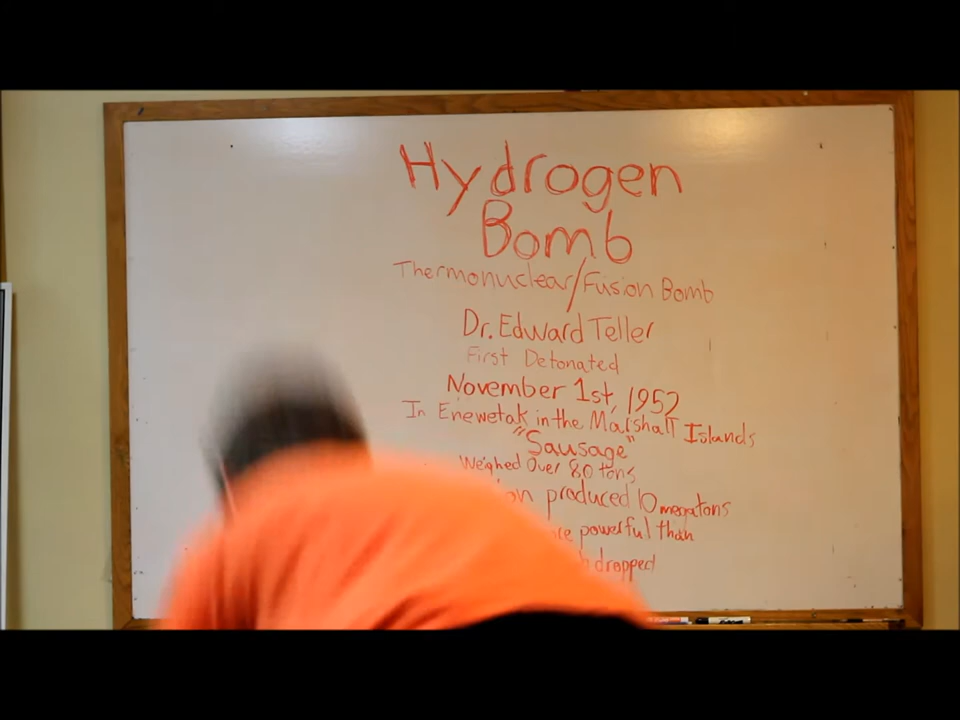 Hydrogen
Bomb
Thermonuclear/Fusion Bomb
Dr. Edward Teller
First Detonated
November 1st, 1952
In Enewetak in the Marshall Islands
"Sausage"
Weighed Over 80 tons
produced 10 megatons
powerful than
dropped